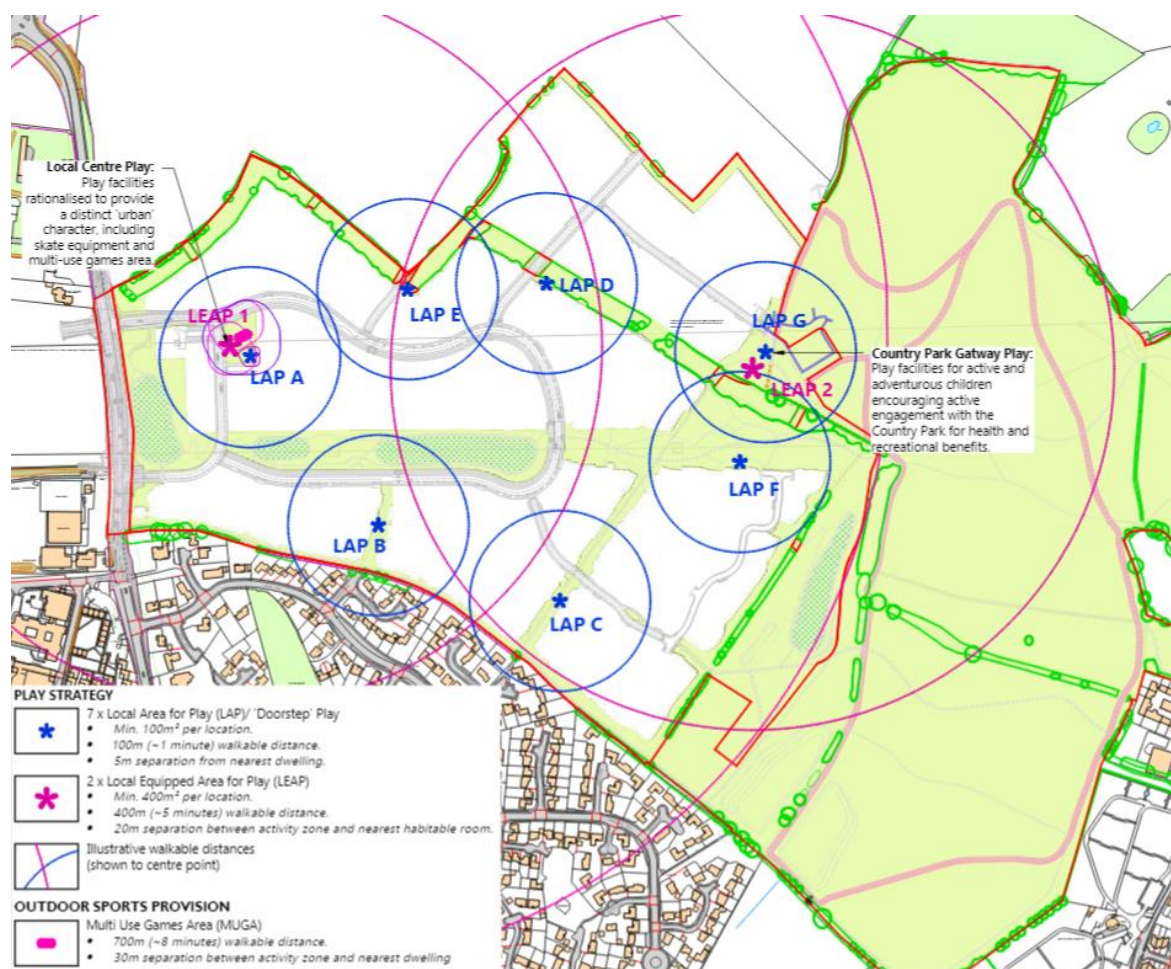 Local Centre Play:
Play facilities
rationalised to provide
a distinct 'urban'
character, including
skate equipment and
multi-use games area.
LEAP 1
LAP A
LAP E
LAP D
LAP G
LEAP 2
Country Park Gatway Play:
Play facilities for active and
adventurous children
encouraging active
engagement with the
Country Park for health and
recreational benefits.
LAP F
LAP B
LAP C
PLAY STRATEGY
7 x Local Area for Play (LAP)/ 'Doorstep' Play
• Min. 100m² per location.
• 100m (~1 minute) walkable distance.
• 5m separation from nearest dwelling.
2 x Local Equipped Area for Play (LEAP)
• Min. 400m² per location.
• 400m (~5 minutes) walkable distance.
• 20m separation between activity zone and nearest habitable room.
Illustrative walkable distances
(shown to centre point)
OUTDOOR SPORTS PROVISION
Multi Use Games Area (MUGA)
• 700m (~8 minutes) walkable distance.
• 30m separation between activity zone and nearest dwelling